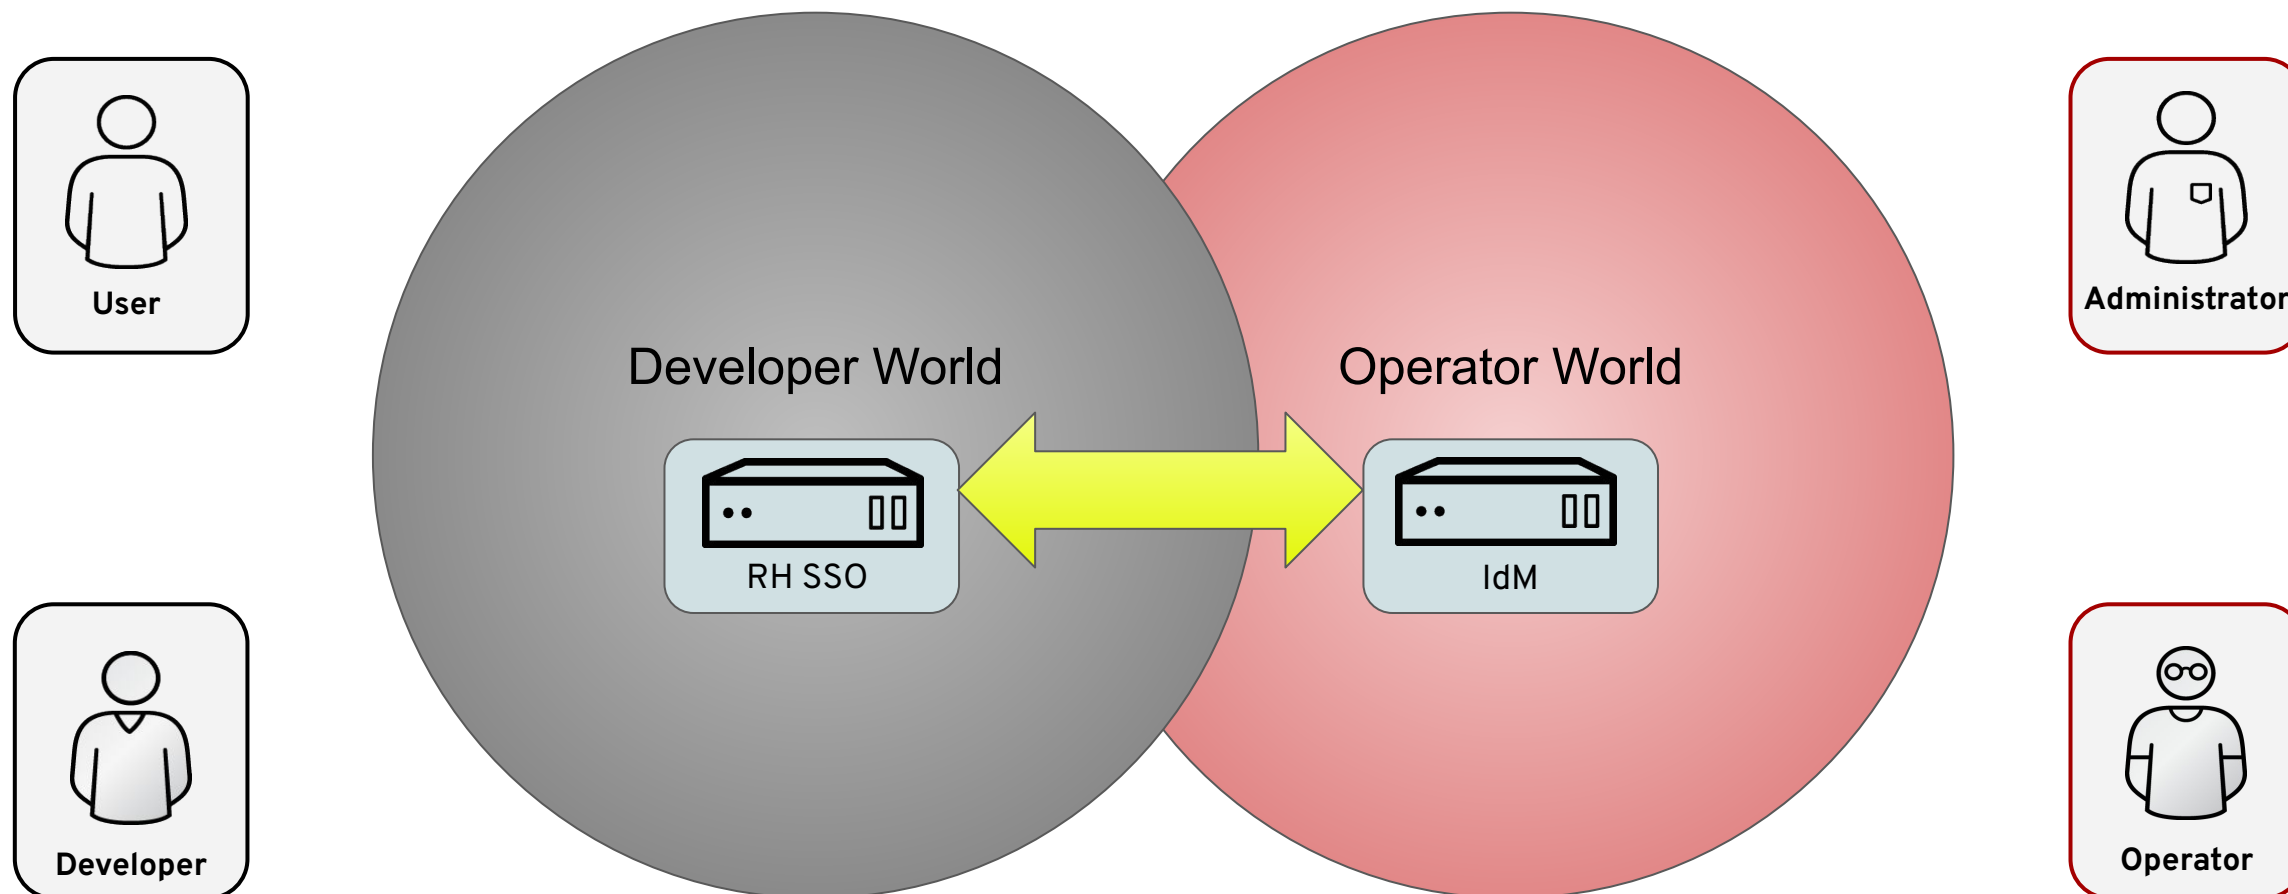 User
Administrator
Developer World
Operator World
RH SSO
IdM
Developer
Operator